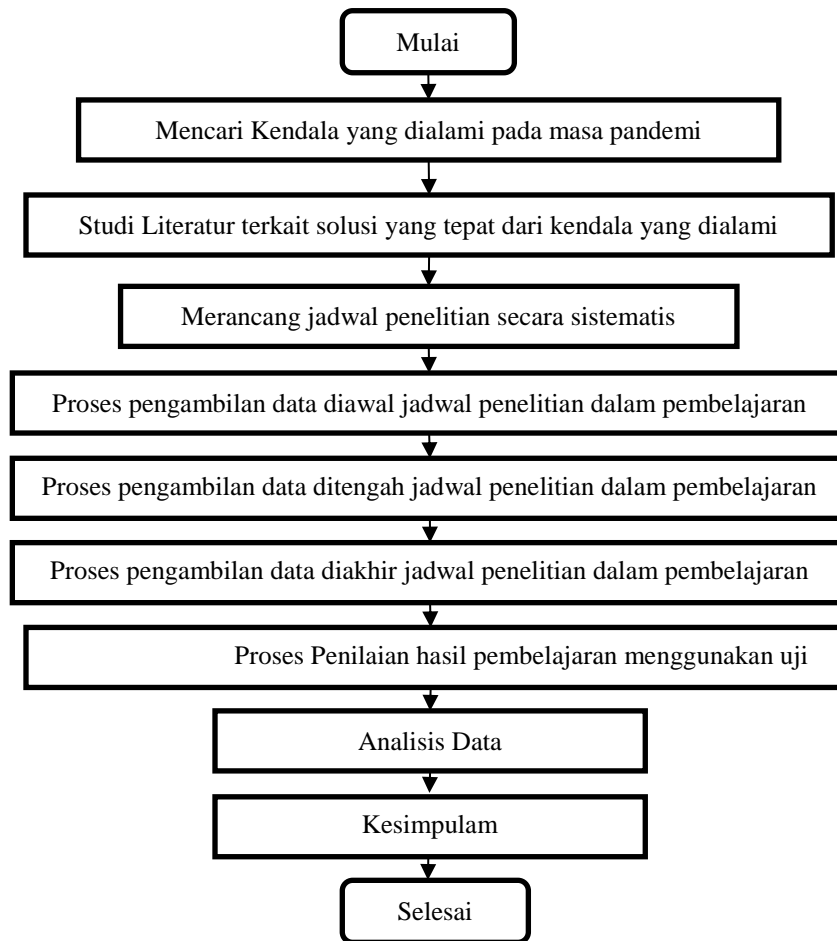 Mulai
Mencari Kendala yang dialami pada masa pandemi
Studi Literatur terkait solusi yang tepat dari kendala yang dialami
Merancang jadwal penelitian secara sistematis
Proses pengambilan data diawal jadwal penelitian dalam pembelajaran
Proses pengambilan data ditengah jadwal penelitian dalam pembelajaran
Proses pengambilan data diakhir jadwal penelitian dalam pembelajaran
Proses Penilaian hasil pembelajaran menggunakan uji
Analisis Data
Kesimpulam
Selesai